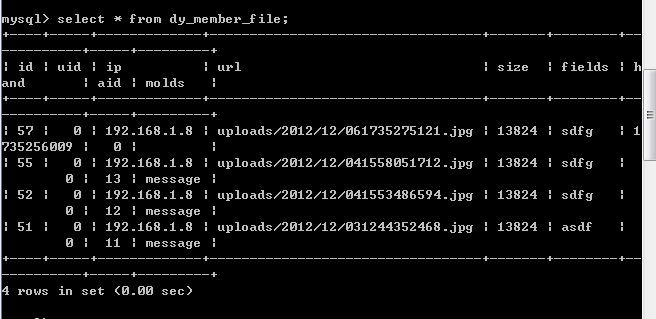 mysql> select * from dy_member_file;
+----+-----+-------------+--------------------------------------+-------+--------+--
---------+-----+---------+
| id | uid | ip          | url                                  | size  | fields | h
and      | aid | molds   |
+----+-----+-------------+--------------------------------------+-------+--------+--
---------+-----+---------+
| 57 |   0 | 192.168.1.8 | uploads/2012/12/061735275121.jpg | 13824 | sdfg   | 1
735256009 |   0 |         |
| 55 |   0 | 192.168.1.8 | uploads/2012/12/041558051712.jpg | 13824 | sdfg   |
        0 |  13 | message |
| 52 |   0 | 192.168.1.8 | uploads/2012/12/041553486594.jpg | 13824 | sdfg   |
        0 |  12 | message |
| 51 |   0 | 192.168.1.8 | uploads/2012/12/031244352468.jpg | 13824 | asdf   |
        0 |  11 | message |
+----+-----+-------------+--------------------------------------+-------+--------+--
---------+-----+---------+
4 rows in set (0.00 sec)